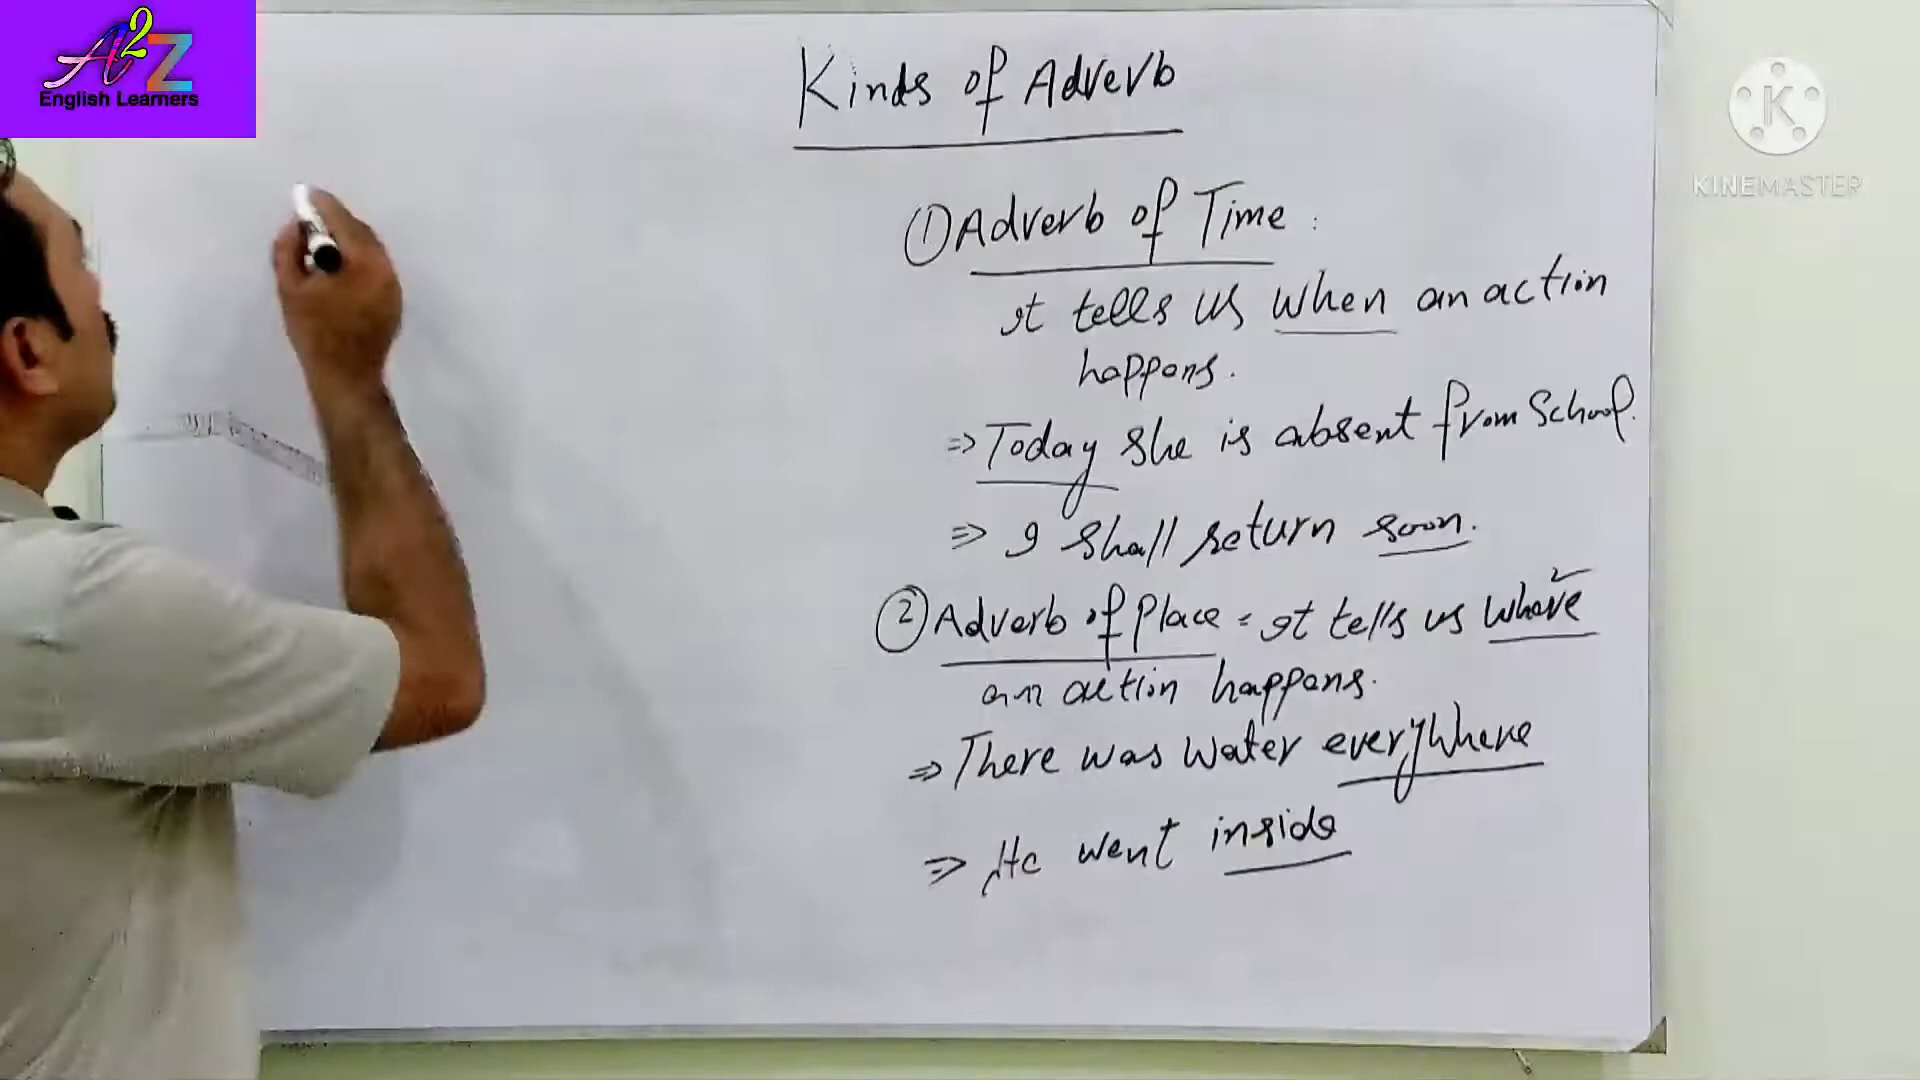 A2Z
English Learners
K
KINEMASTER
Kinds of Adverb
① Adverb of Time :
It tells us when an action
happens.
⇒ Today she is absent from School.
⇒ I shall return soon.
② Adverb of Place = It tells us where
an action happens.
⇒ There was water everywhere
⇒ He went inside